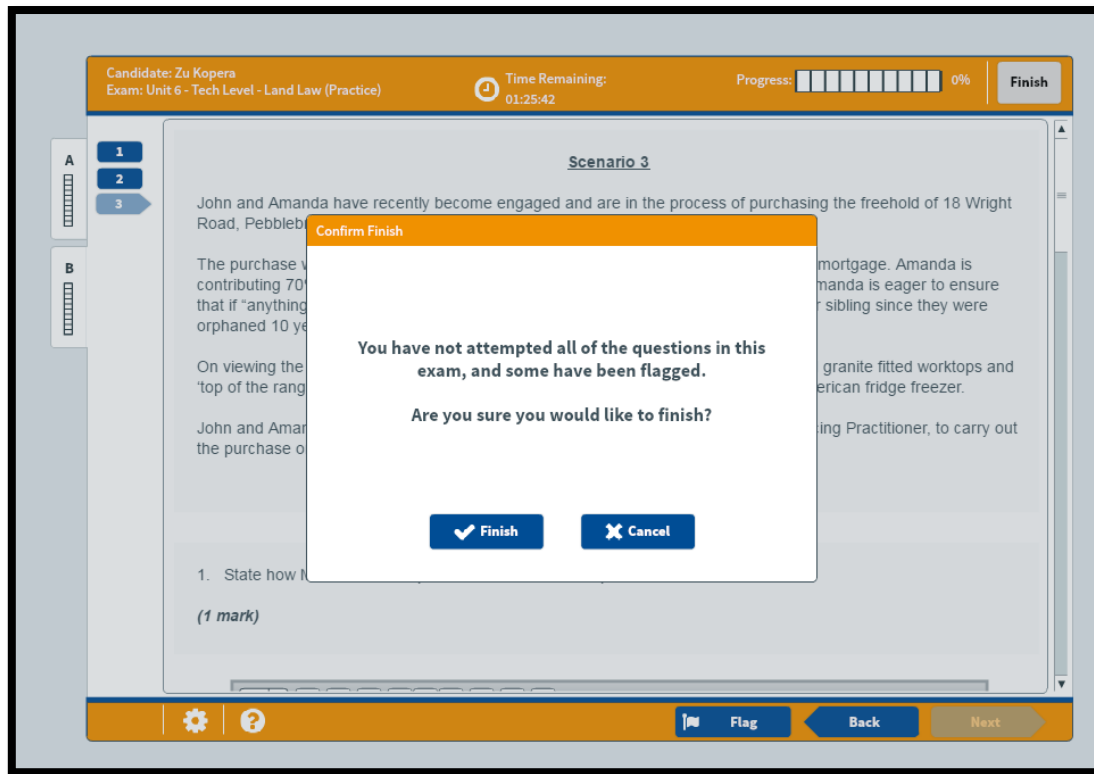 Candidate: Zu Kopera
Exam: Unit 6 - Tech Level - Land Law (Practice)
Time Remaining:
01:25:42
Progress:
0%
Finish
A
B
1
2
3
Scenario 3
John and Amanda have recently become engaged and are in the process of purchasing the freehold of 18 Wright
Road,
The purchase mortgage. Amanda is
contributing manda is eager to ensure
that if “anything sibling since they were
orphaned 10
On viewing the granite fitted worktops and
‘top of the erican fridge freezer.
John and cing Practitioner, to carry out
the purchase
Confirm Finish
You have not attempted all of the questions in this
exam, and some have been flagged.
Are you sure you would like to finish?
Finish
Cancel
1. State how
(1 mark)
Flag
Back
Next